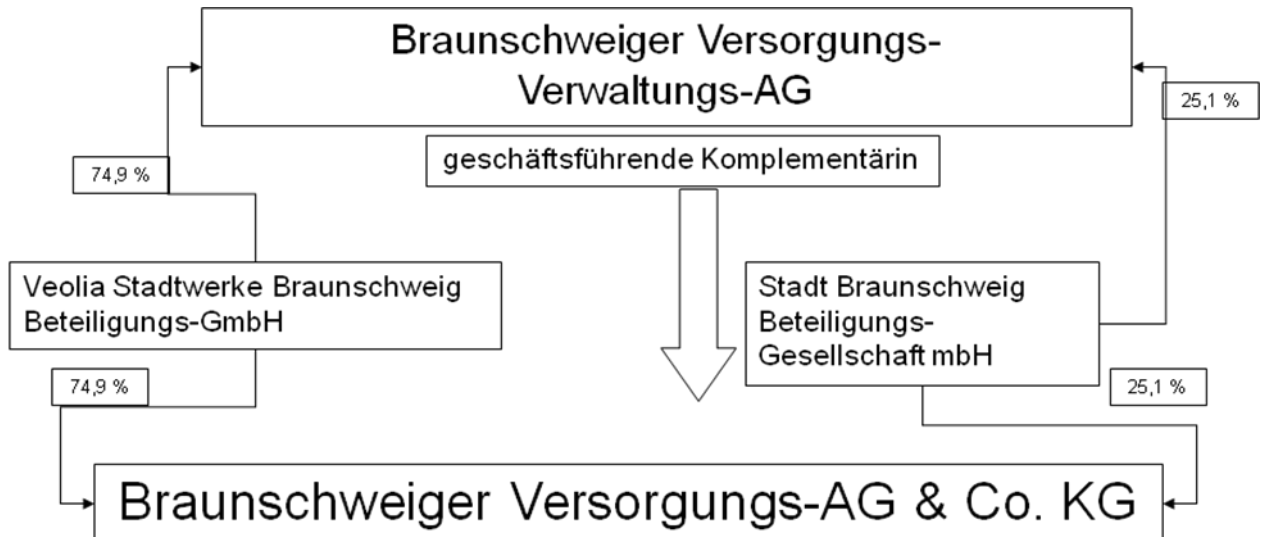 Braunschweiger Versorgungs-
Verwaltungs-AG
25,1 %
geschäftsführende Komplementärin
74,9 %
Veolia Stadtwerke Braunschweig
Beteiligungs-GmbH
Stadt Braunschweig
Beteiligungs-
Gesellschaft mbH
74,9 %
25,1 %
Braunschweiger Versorgungs-AG & Co. KG